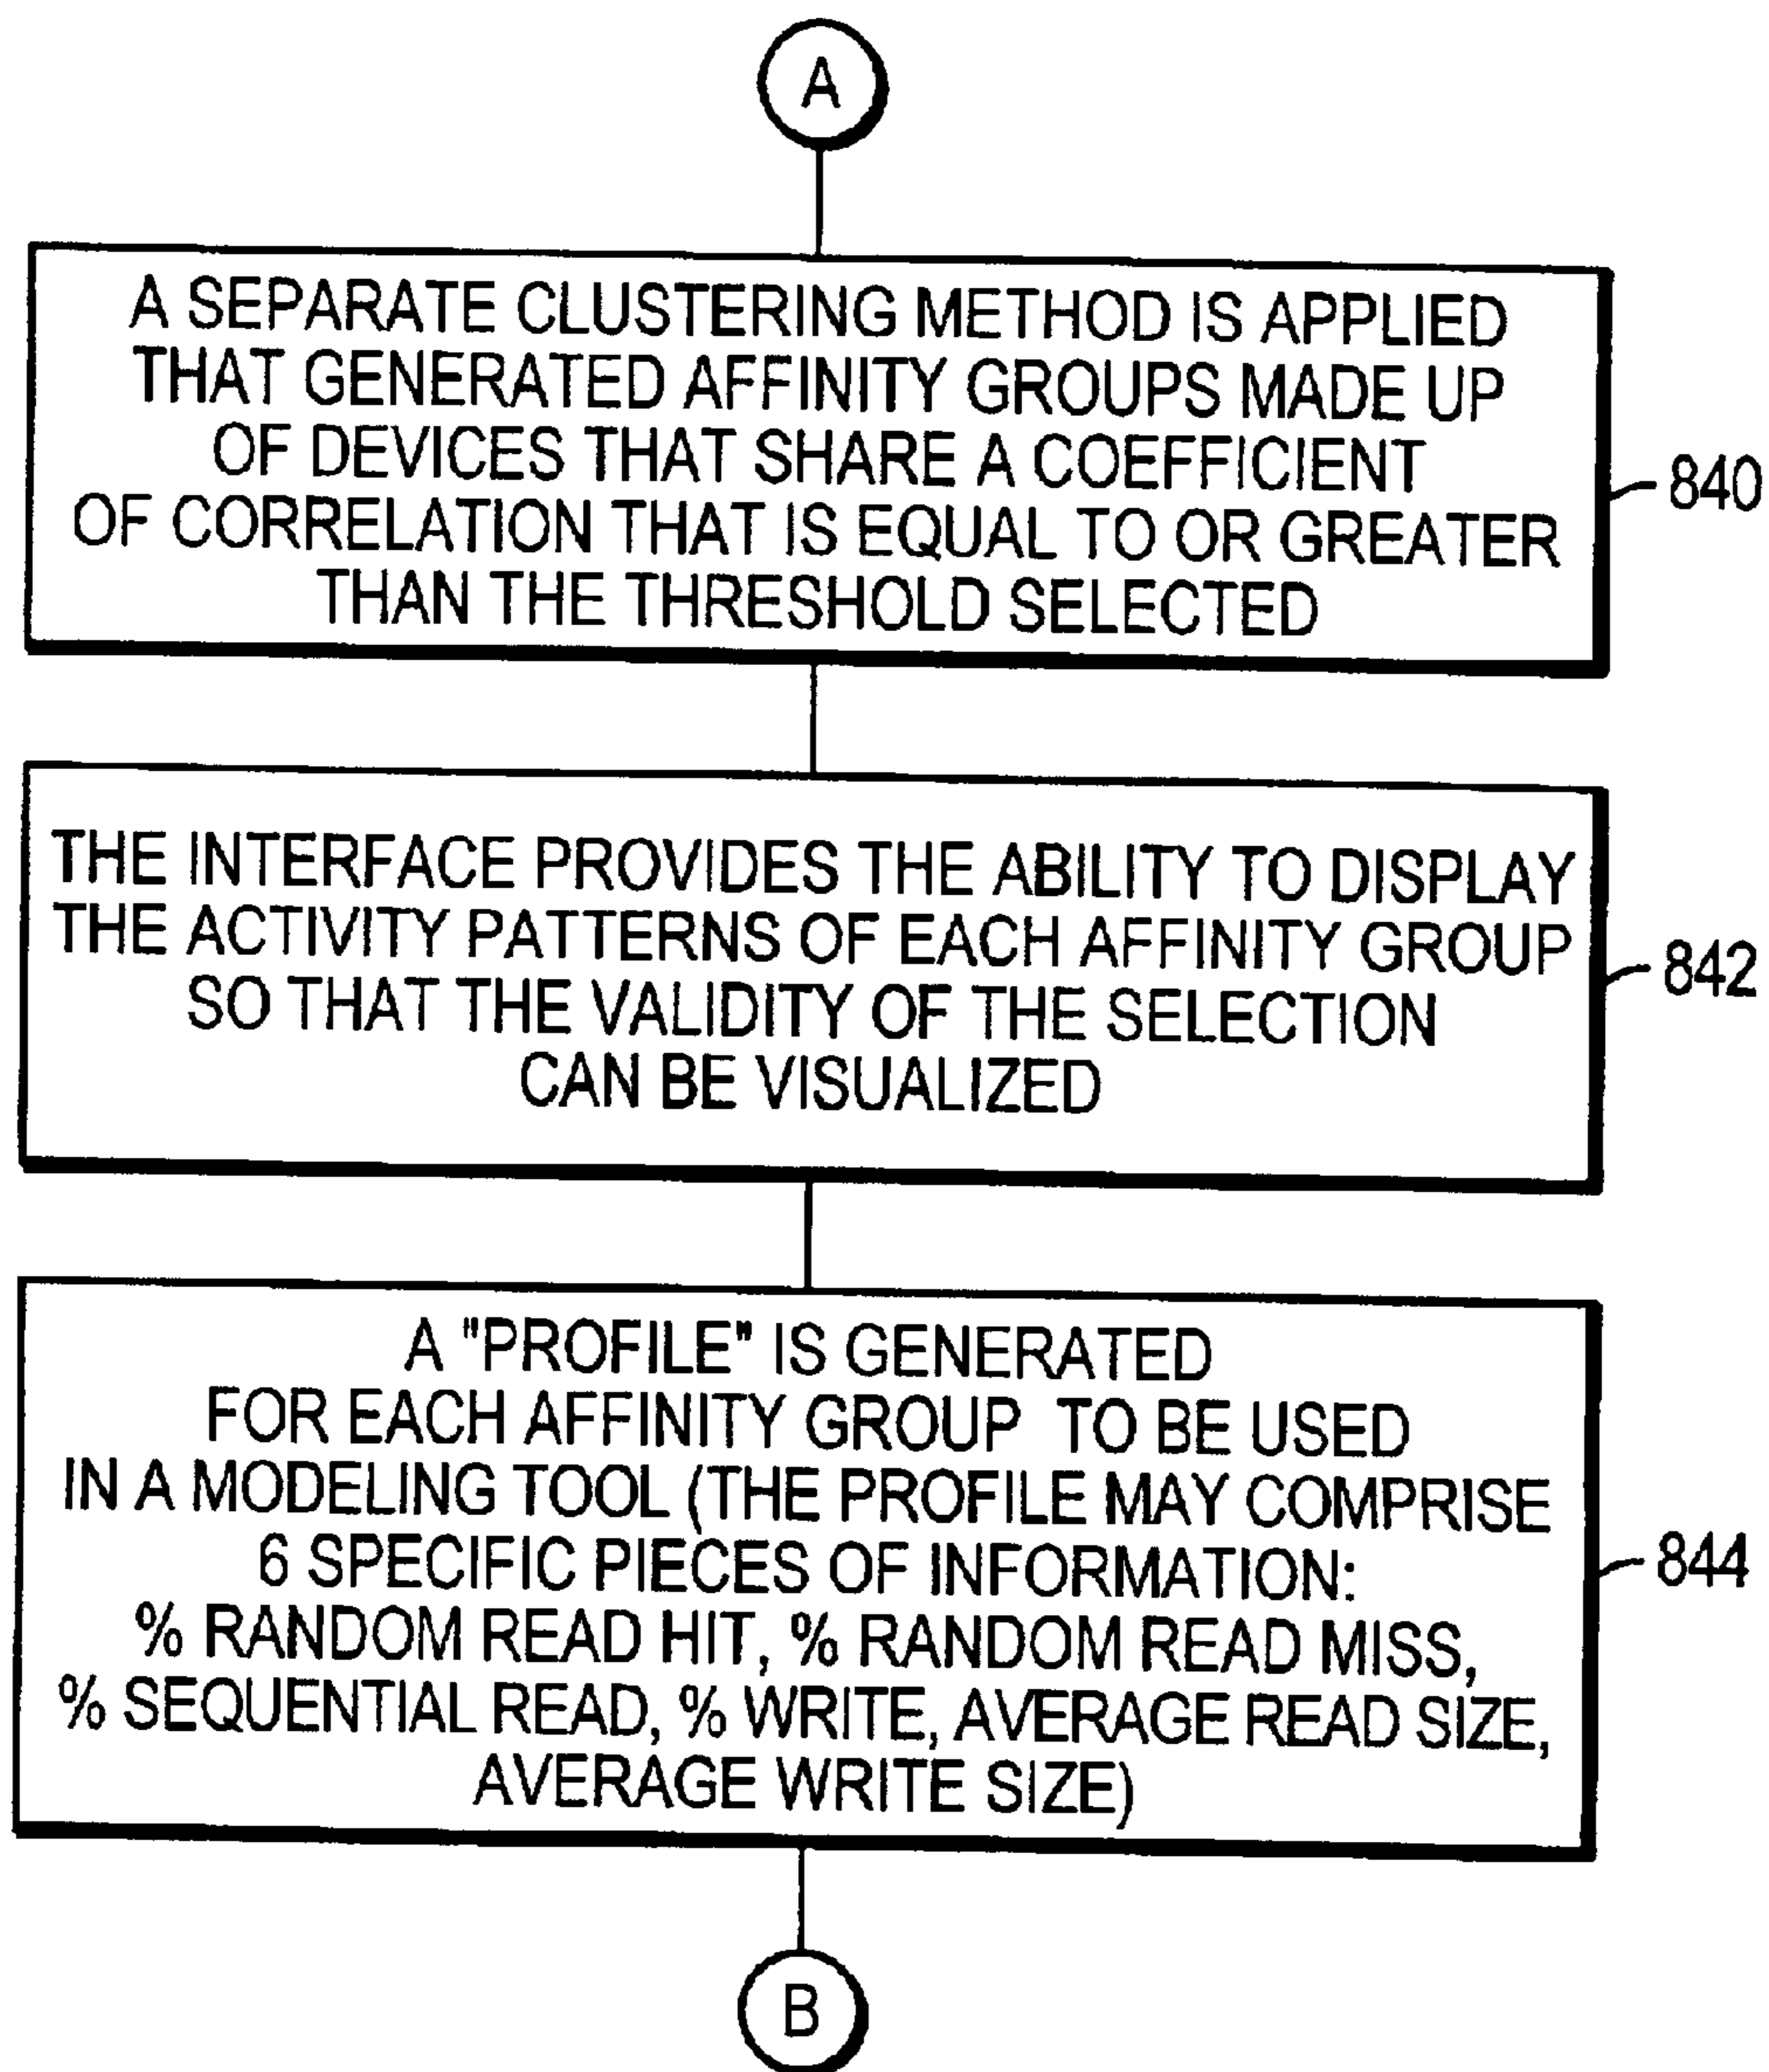 A
A SEPARATE CLUSTERING METHOD IS APPLIED
THAT GENERATED AFFINITY GROUPS MADE UP
OF DEVICES THAT SHARE A COEFFICIENT
OF CORRELATION THAT IS EQUAL TO OR GREATER
THAN THE THRESHOLD SELECTED
840
THE INTERFACE PROVIDES THE ABILITY TO DISPLAY
THE ACTIVITY PATTERNS OF EACH AFFINITY GROUP
SO THAT THE VALIDITY OF THE SELECTION
CAN BE VISUALIZED
842
A "PROFILE" IS GENERATED
FOR EACH AFFINITY GROUP TO BE USED
IN A MODELING TOOL (THE PROFILE MAY COMPRISE
6 SPECIFIC PIECES OF INFORMATION:
% RANDOM READ HIT, % RANDOM READ MISS,
% SEQUENTIAL READ, % WRITE, AVERAGE READ SIZE,
AVERAGE WRITE SIZE)
844
B